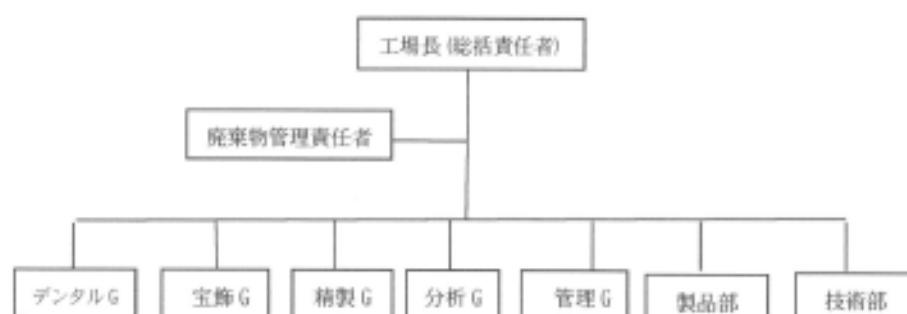 工場長(総括責任者)
廃棄物管理責任者
デンタルG
宝飾G
精製G
分析G
管理G
製品部
技術部